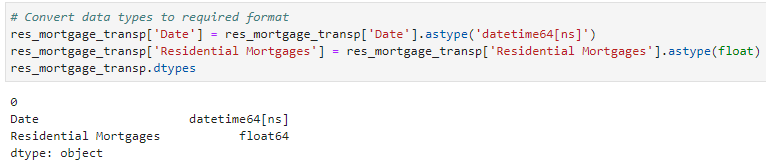 # Convert data types to required format
res_mortgage_transp['Date'] = res_mortgage_transp['Date'].astype('datetime64[ns]')
res_mortgage_transp['Residential Mortgages'] = res_mortgage_transp['Residential Mortgages'].astype(float)
res_mortgage_transp.dtypes
0
Date datetime64[ns]
Residential Mortgages float64
dtype: object